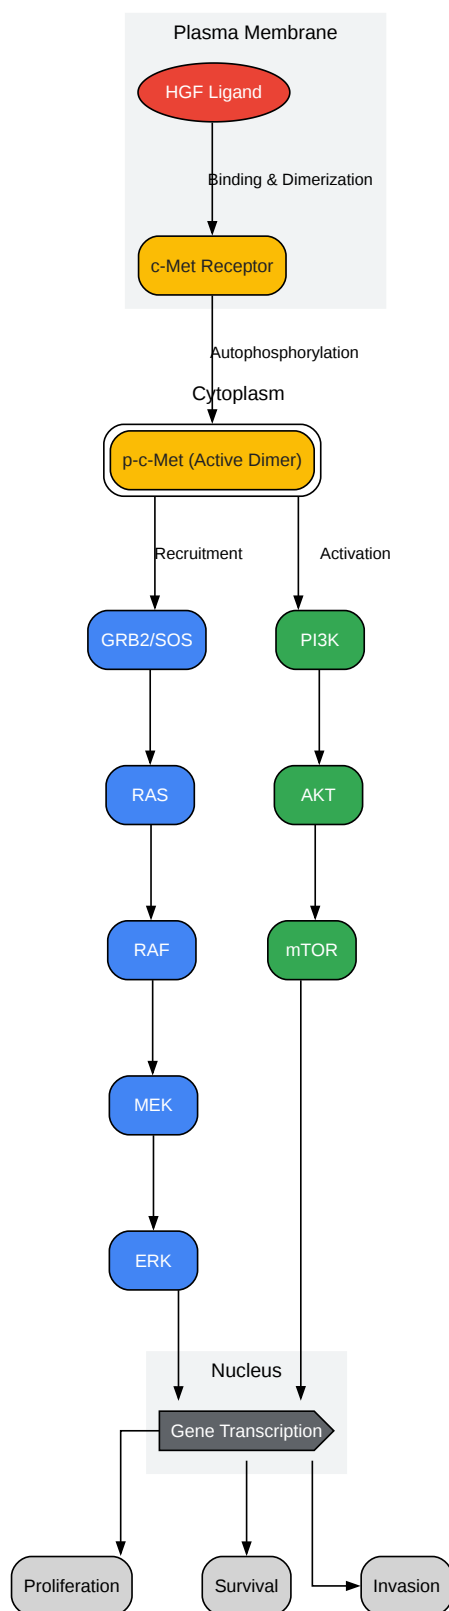 Plasma Membrane
HGF Ligand
Binding & Dimerization
c-Met Receptor
Autophosphorylation
Cytoplasm
p-c-Met (Active Dimer)
Recruitment
Activation
GRB2/SOS
PI3K
RAS
AKT
RAF
mTOR
MEK
ERK
Nucleus
Gene Transcription
Proliferation
Survival
Invasion